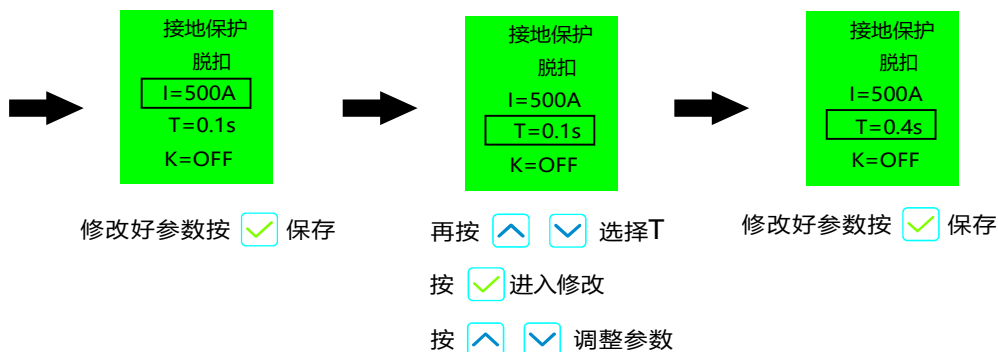 接地保护
脱扣
I=500A
T=0.1s
K=OFF
修改好参数按 保存
接地保护
脱扣
I=500A
T=0.1s
K=OFF
再按 选择T
按 进入修改
按 调整参数
接地保护
脱扣
I=500A
T=0.4s
K=OFF
修改好参数按 保存